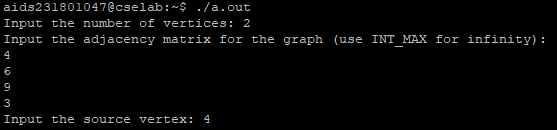 aids231801047@cselab:~$ ./a.out
Input the number of vertices: 2
Input the adjacency matrix for the graph (use INT_MAX for infinity):
4
6
9
3
Input the source vertex: 4